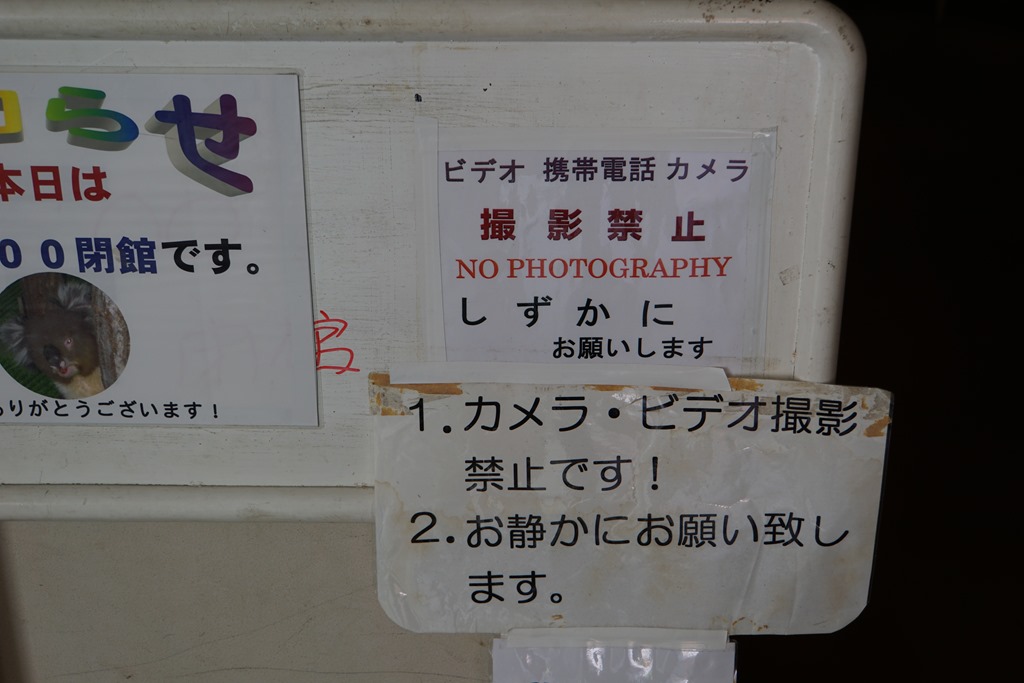 らせ
本日は
00閉館です。
りがとうございます！
ビデオ 携帯電話 カメラ
撮影禁止
NO PHOTOGRAPHY
しずかに
お願いします
1. カメラ・ビデオ撮影
禁止です！
2. お静かにお願い致し
ます。